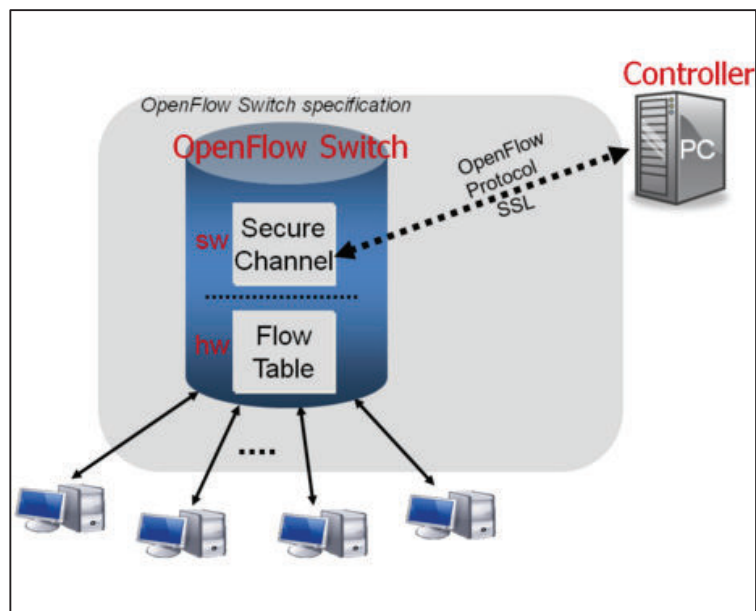 Controller
PC
OpenFlow Switch specification
OpenFlow Switch
OpenFlow
Protocol
SSL
sw
Secure
Channel
hw
Flow
Table